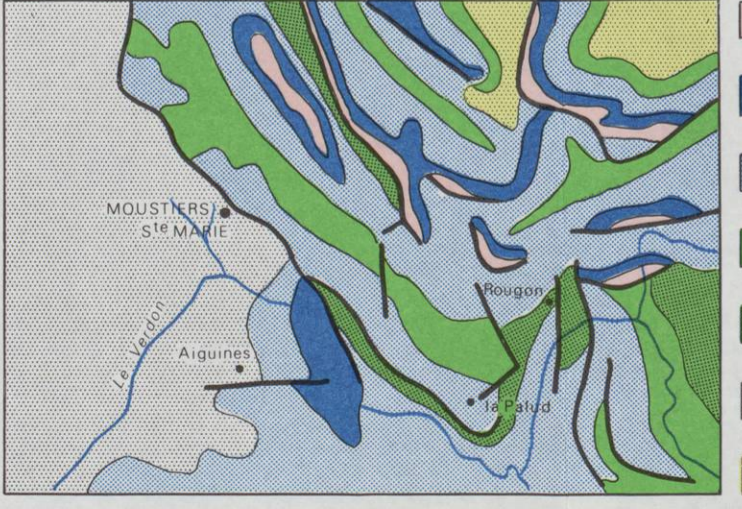 MOUSTIERS
Ste MARIE
Rougon
Le Verdon
Aiguines
la Palud